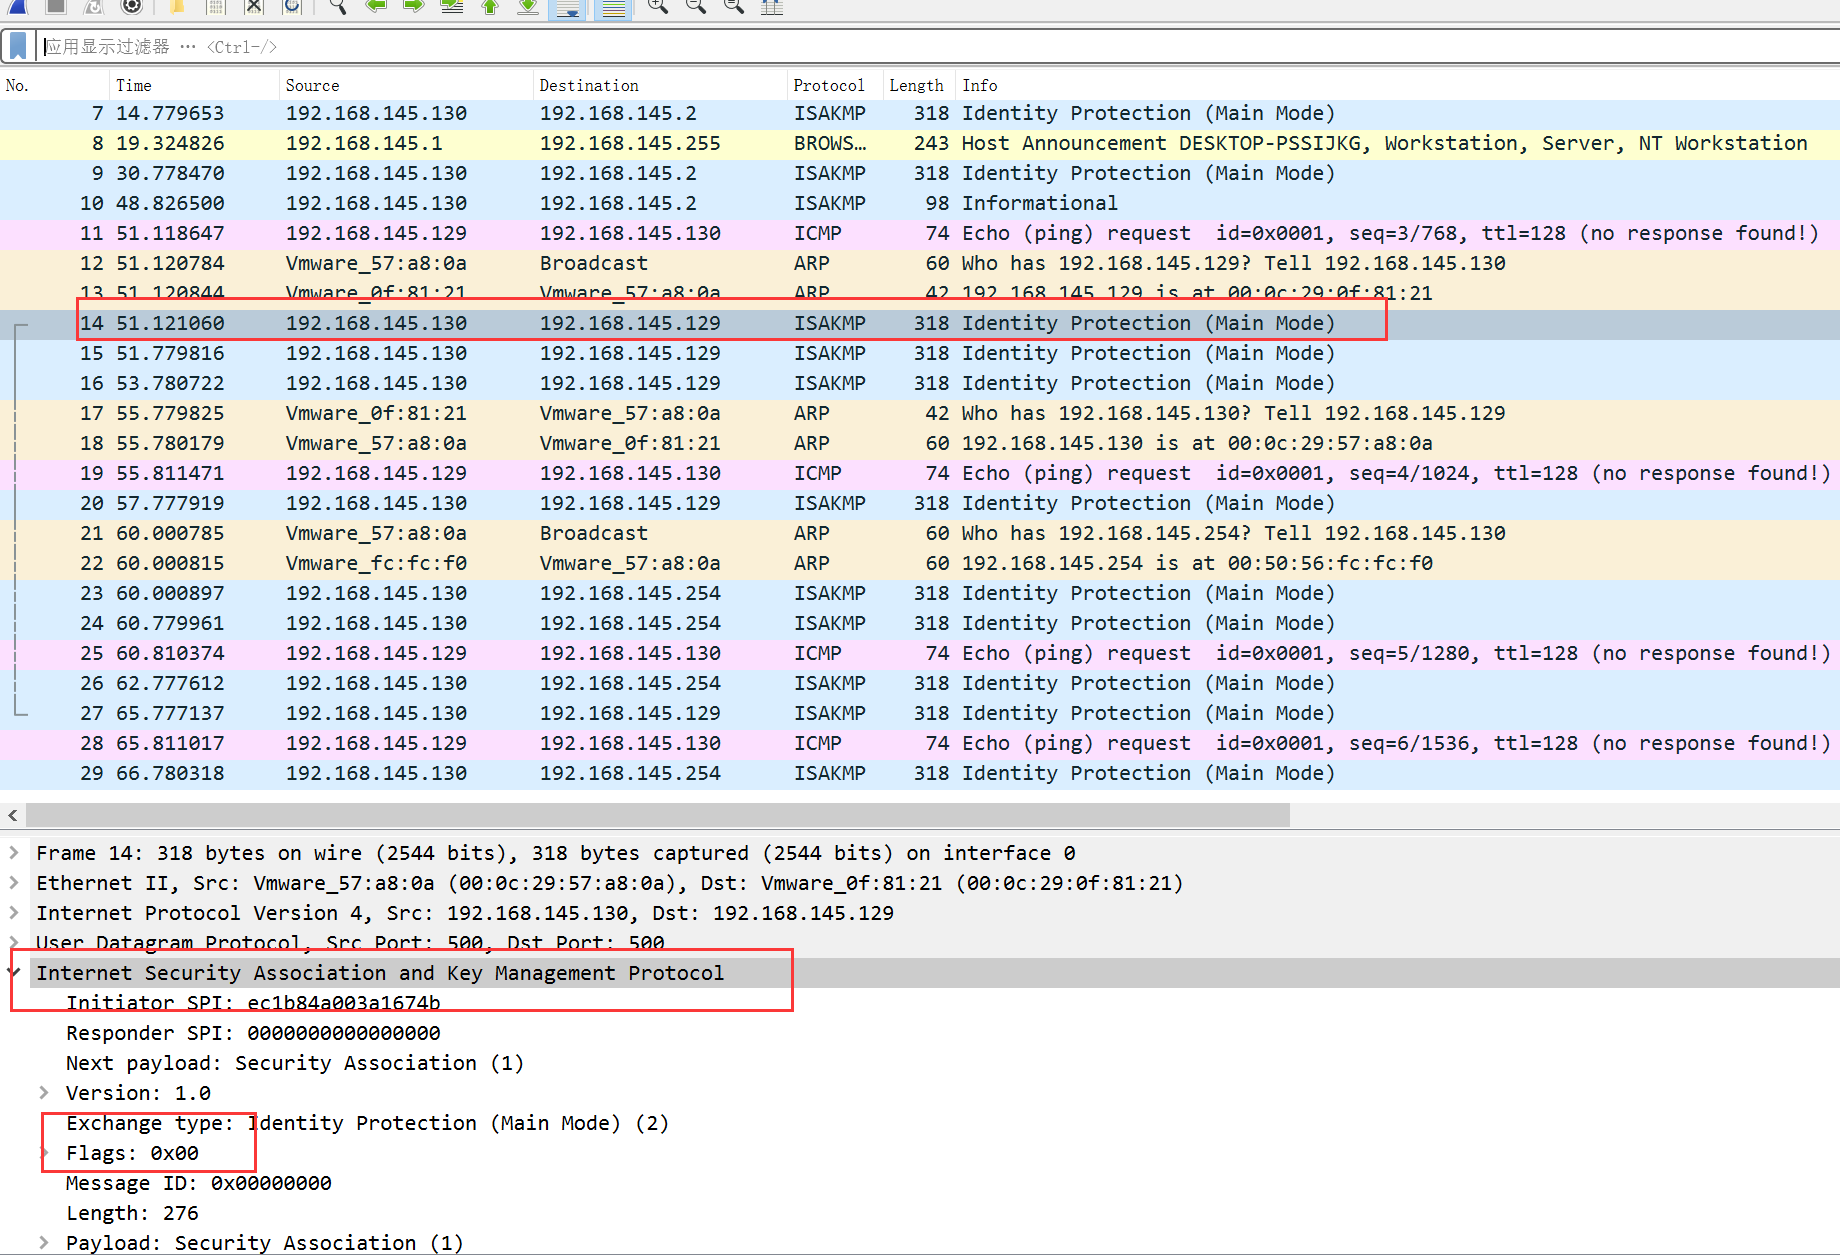 应用显示过滤器 … <Ctrl-/>
No. Time Source Destination Protocol Length Info
7 14.779653 192.168.145.130 192.168.145.2 ISAKMP 318 Identity Protection (Main Mode)
8 19.324826 192.168.145.1 192.168.145.255 BROWS… 243 Host Announcement DESKTOP-PSSIJKG, Workstation, Server, NT Workstation
9 30.778470 192.168.145.130 192.168.145.2 ISAKMP 318 Identity Protection (Main Mode)
10 48.826500 192.168.145.130 192.168.145.2 ISAKMP 98 Informational
11 51.118647 192.168.145.129 192.168.145.130 ICMP 74 Echo (ping) request id=0x0001, seq=3/768, ttl=128 (no response found!)
12 51.120784 Vmware_57:a8:0a Broadcast ARP 60 Who has 192.168.145.129? Tell 192.168.145.130
13 51.120844 Vmware_0f:81:21 Vmware_57:a8:0a ARP 42 192.168.145.129 is at 00:0c:29:0f:81:21
14 51.121060 192.168.145.130 192.168.145.129 ISAKMP 318 Identity Protection (Main Mode)
15 51.779816 192.168.145.130 192.168.145.129 ISAKMP 318 Identity Protection (Main Mode)
16 53.780722 192.168.145.130 192.168.145.129 ISAKMP 318 Identity Protection (Main Mode)
17 55.779825 Vmware_0f:81:21 Vmware_57:a8:0a ARP 42 Who has 192.168.145.130? Tell 192.168.145.129
18 55.780179 Vmware_57:a8:0a Vmware_0f:81:21 ARP 60 192.168.145.130 is at 00:0c:29:57:a8:0a
19 55.811471 192.168.145.129 192.168.145.130 ICMP 74 Echo (ping) request id=0x0001, seq=4/1024, ttl=128 (no response found!)
20 57.777919 192.168.145.130 192.168.145.129 ISAKMP 318 Identity Protection (Main Mode)
21 60.000785 Vmware_57:a8:0a Broadcast ARP 60 Who has 192.168.145.254? Tell 192.168.145.130
22 60.000815 Vmware_fc:fc:f0 Vmware_57:a8:0a ARP 60 192.168.145.254 is at 00:50:56:fc:fc:f0
23 60.000897 192.168.145.130 192.168.145.254 ISAKMP 318 Identity Protection (Main Mode)
24 60.779961 192.168.145.130 192.168.145.254 ISAKMP 318 Identity Protection (Main Mode)
25 60.810374 192.168.145.129 192.168.145.130 ICMP 74 Echo (ping) request id=0x0001, seq=5/1280, ttl=128 (no response found!)
26 62.777612 192.168.145.130 192.168.145.254 ISAKMP 318 Identity Protection (Main Mode)
27 65.777137 192.168.145.130 192.168.145.129 ISAKMP 318 Identity Protection (Main Mode)
28 65.811017 192.168.145.129 192.168.145.130 ICMP 74 Echo (ping) request id=0x0001, seq=6/1536, ttl=128 (no response found!)
29 66.780318 192.168.145.130 192.168.145.254 ISAKMP 318 Identity Protection (Main Mode)
Frame 14: 318 bytes on wire (2544 bits), 318 bytes captured (2544 bits) on interface 0
Ethernet II, Src: Vmware_57:a8:0a (00:0c:29:57:a8:0a), Dst: Vmware_0f:81:21 (00:0c:29:0f:81:21)
Internet Protocol Version 4, Src: 192.168.145.130, Dst: 192.168.145.129
User Datagram Protocol, Src Port: 500, Dst Port: 500
Internet Security Association and Key Management Protocol
Initiator SPI: ec1b84a003a1674b
Responder SPI: 0000000000000000
Next payload: Security Association (1)
Version: 1.0
Exchange type: Identity Protection (Main Mode) (2)
Flags: 0x00
Message ID: 0x00000000
Length: 276
Payload: Security Association (1)